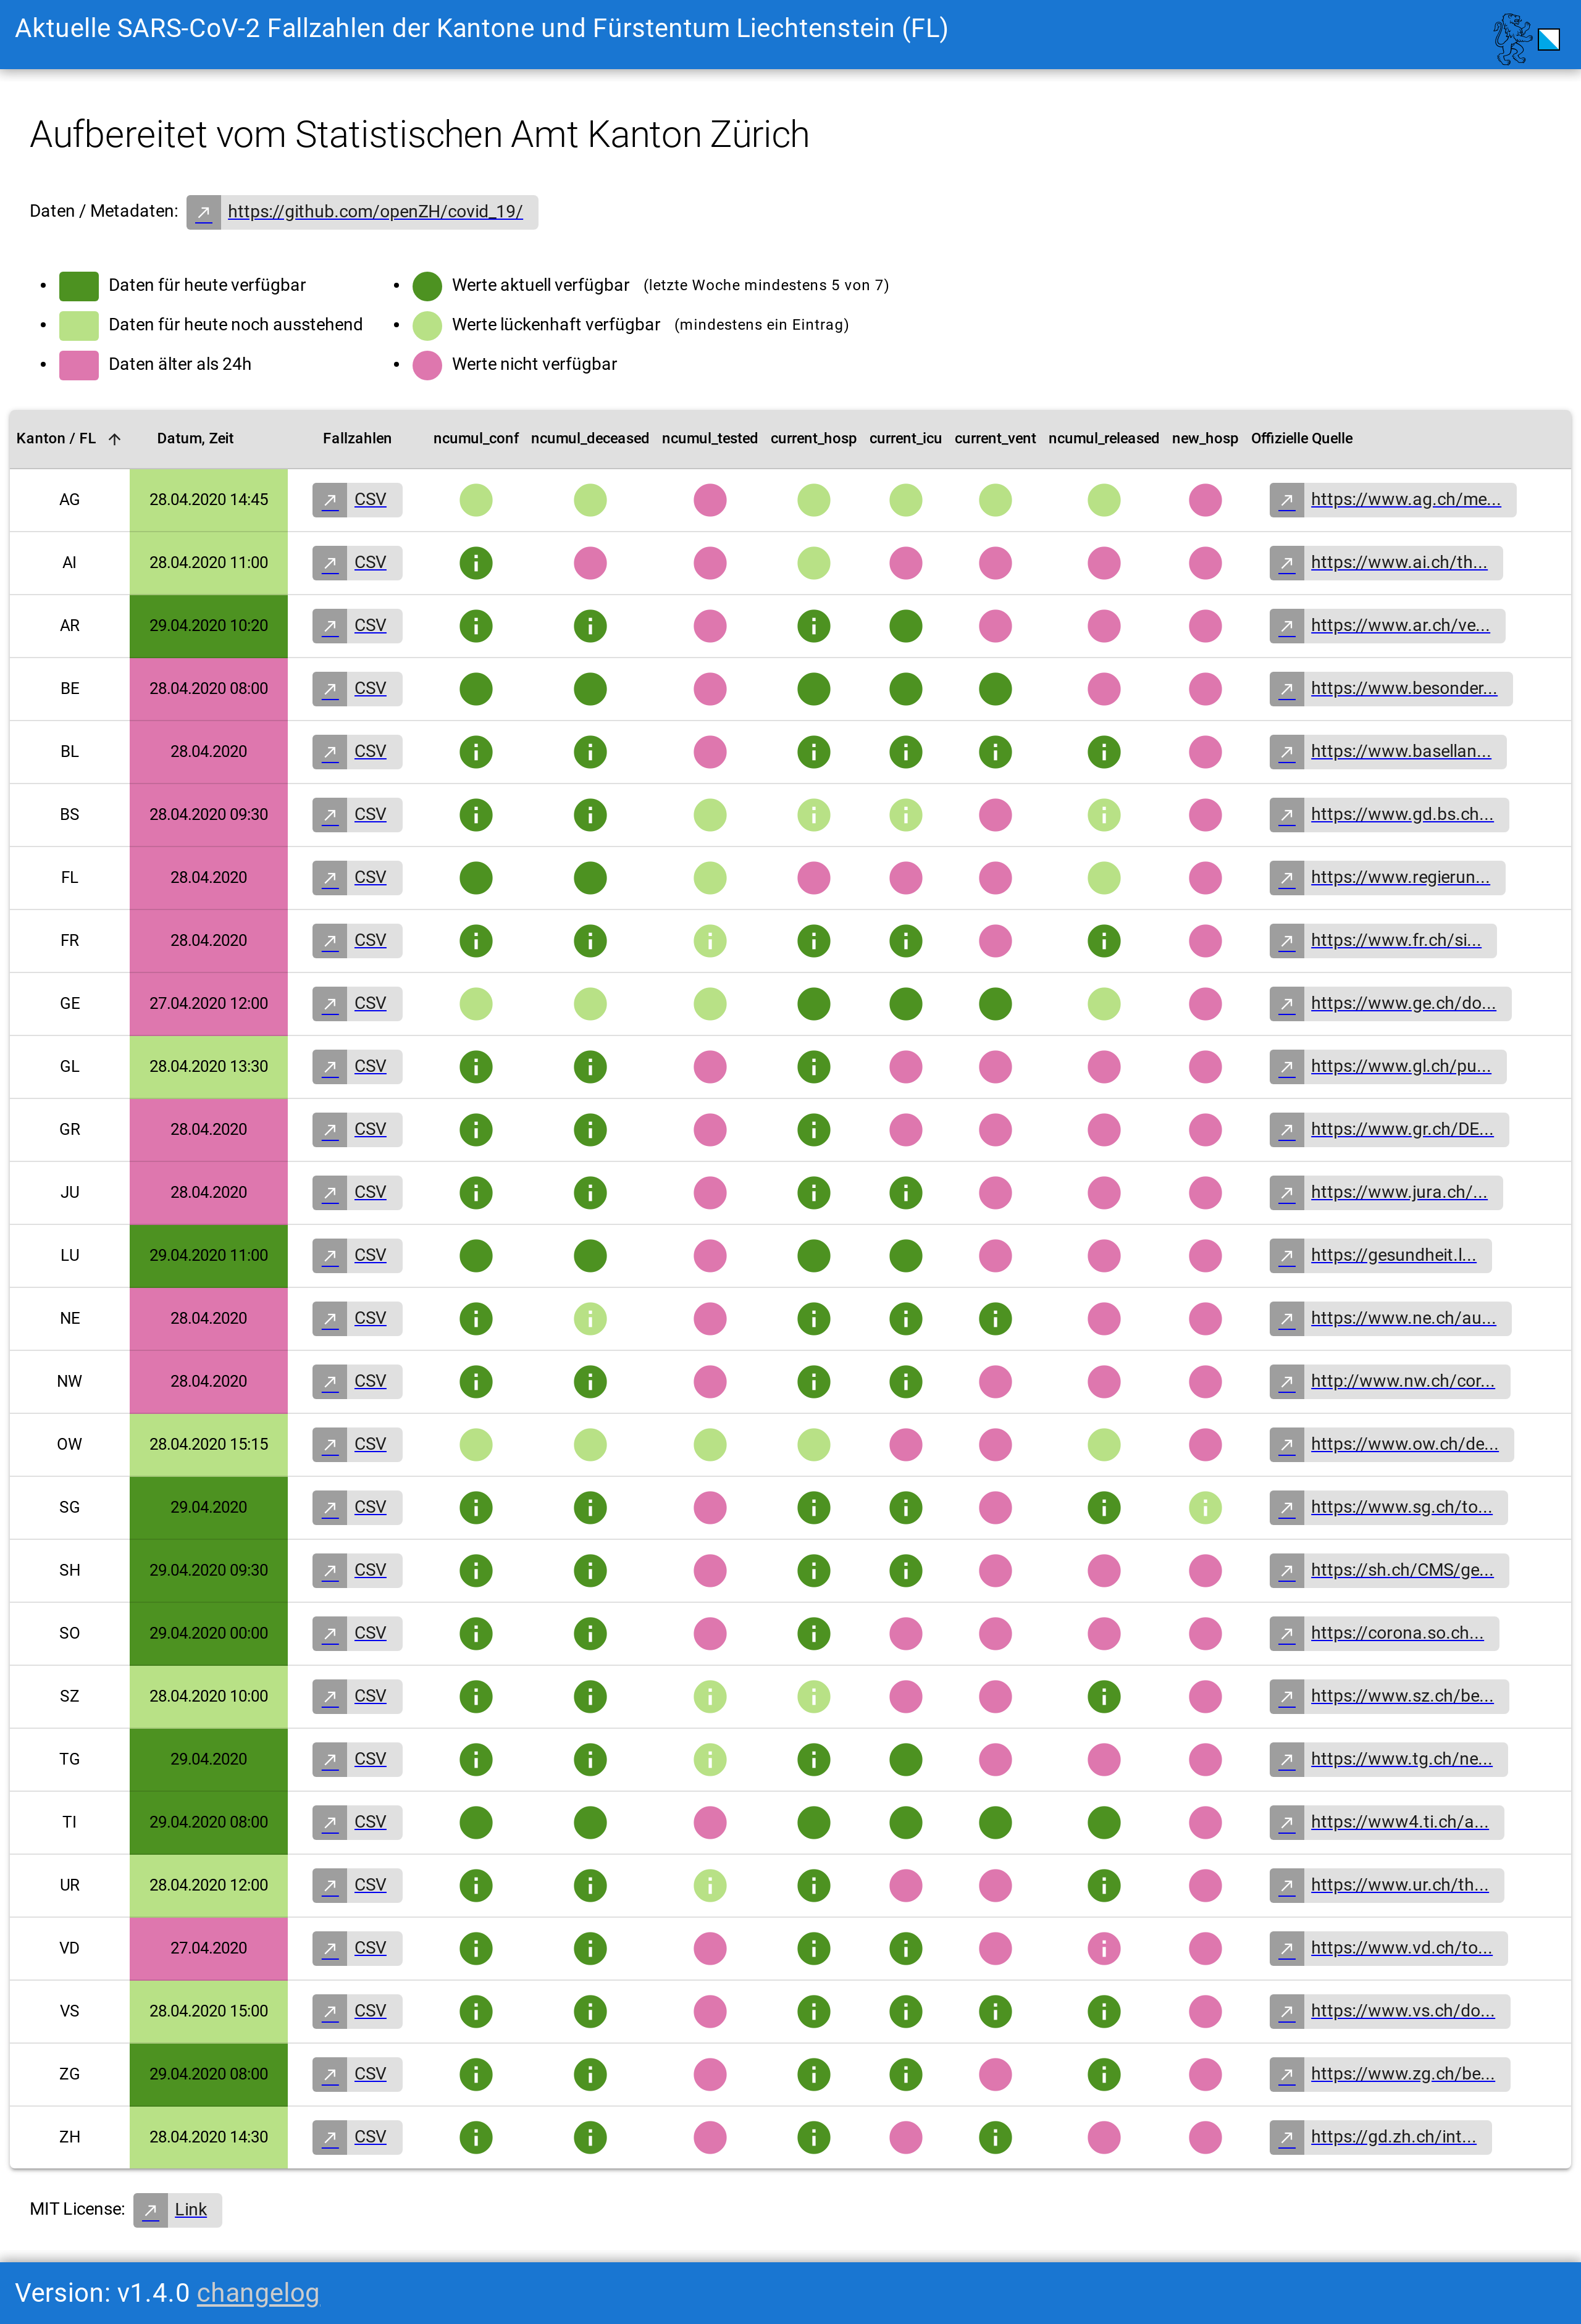 Aktuelle SARS-CoV-2 Fallzahlen der Kantone und Fürstentum Liechtenstein (FL)
Aufbereitet vom Statistischen Amt Kanton Zürich
Daten / Metadaten: https://github.com/openZH/covid_19/
Daten für heute verfügbar
Daten für heute noch ausstehend
Daten älter als 24h
Werte aktuell verfügbar (letzte Woche mindestens 5 von 7)
Werte lückenhaft verfügbar (mindestens ein Eintrag)
Werte nicht verfügbar
Kanton / FL Datum, Zeit Fallzahlen ncumul_conf ncumul_deceased ncumul_tested current_hosp current_icu current_vent ncumul_released new_hosp Offizielle Quelle
AG 28.04.2020 14:45 CSV https://www.ag.ch/me...
AI 28.04.2020 11:00 CSV i https://www.ai.ch/th...
AR 29.04.2020 10:20 CSV i i i https://www.ar.ch/ve...
BE 28.04.2020 08:00 CSV https://www.besonder...
BL 28.04.2020 CSV i i i i i i https://www.basellan...
BS 28.04.2020 09:30 CSV i i i i i https://www.gd.bs.ch...
FL 28.04.2020 CSV https://www.regierun...
FR 28.04.2020 CSV i i i i i i https://www.fr.ch/si...
GE 27.04.2020 12:00 CSV https://www.ge.ch/do...
GL 28.04.2020 13:30 CSV i i i https://www.gl.ch/pu...
GR 28.04.2020 CSV i i i https://www.gr.ch/DE...
JU 28.04.2020 CSV i i i i https://www.jura.ch/...
LU 29.04.2020 11:00 CSV https://gesundheit.l...
NE 28.04.2020 CSV i i i i i https://www.ne.ch/au...
NW 28.04.2020 CSV i i i i http://www.nw.ch/cor...
OW 28.04.2020 15:15 CSV https://www.ow.ch/de...
SG 29.04.2020 CSV i i i i i i https://www.sg.ch/to...
SH 29.04.2020 09:30 CSV i i i i https://sh.ch/CMS/ge...
SO 29.04.2020 00:00 CSV i i i https://corona.so.ch...
SZ 28.04.2020 10:00 CSV i i i i i https://www.sz.ch/be...
TG 29.04.2020 CSV i i i i https://www.tg.ch/ne...
TI 29.04.2020 08:00 CSV https://www4.ti.ch/a...
UR 28.04.2020 12:00 CSV i i i i i https://www.ur.ch/th...
VD 27.04.2020 CSV i i i i i https://www.vd.ch/to...
VS 28.04.2020 15:00 CSV i i i i i i https://www.vs.ch/do...
ZG 29.04.2020 08:00 CSV i i i i i https://www.zg.ch/be...
ZH 28.04.2020 14:30 CSV i i i i https://gd.zh.ch/int...
MIT License: Link
Version: v1.4.0 changelog